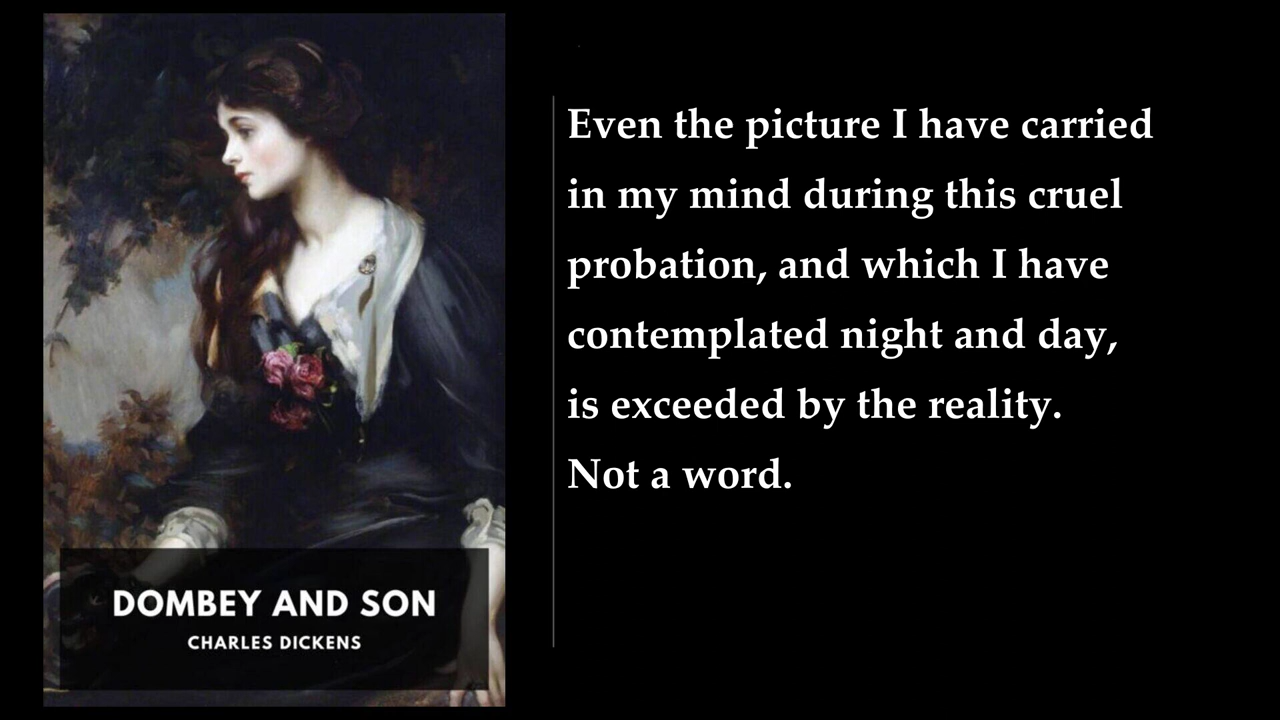 DOMBEY AND SON
CHARLES DICKENS
Even the picture I have carried
in my mind during this cruel
probation, and which I have
contemplated night and day,
is exceeded by the reality.
Not a word.